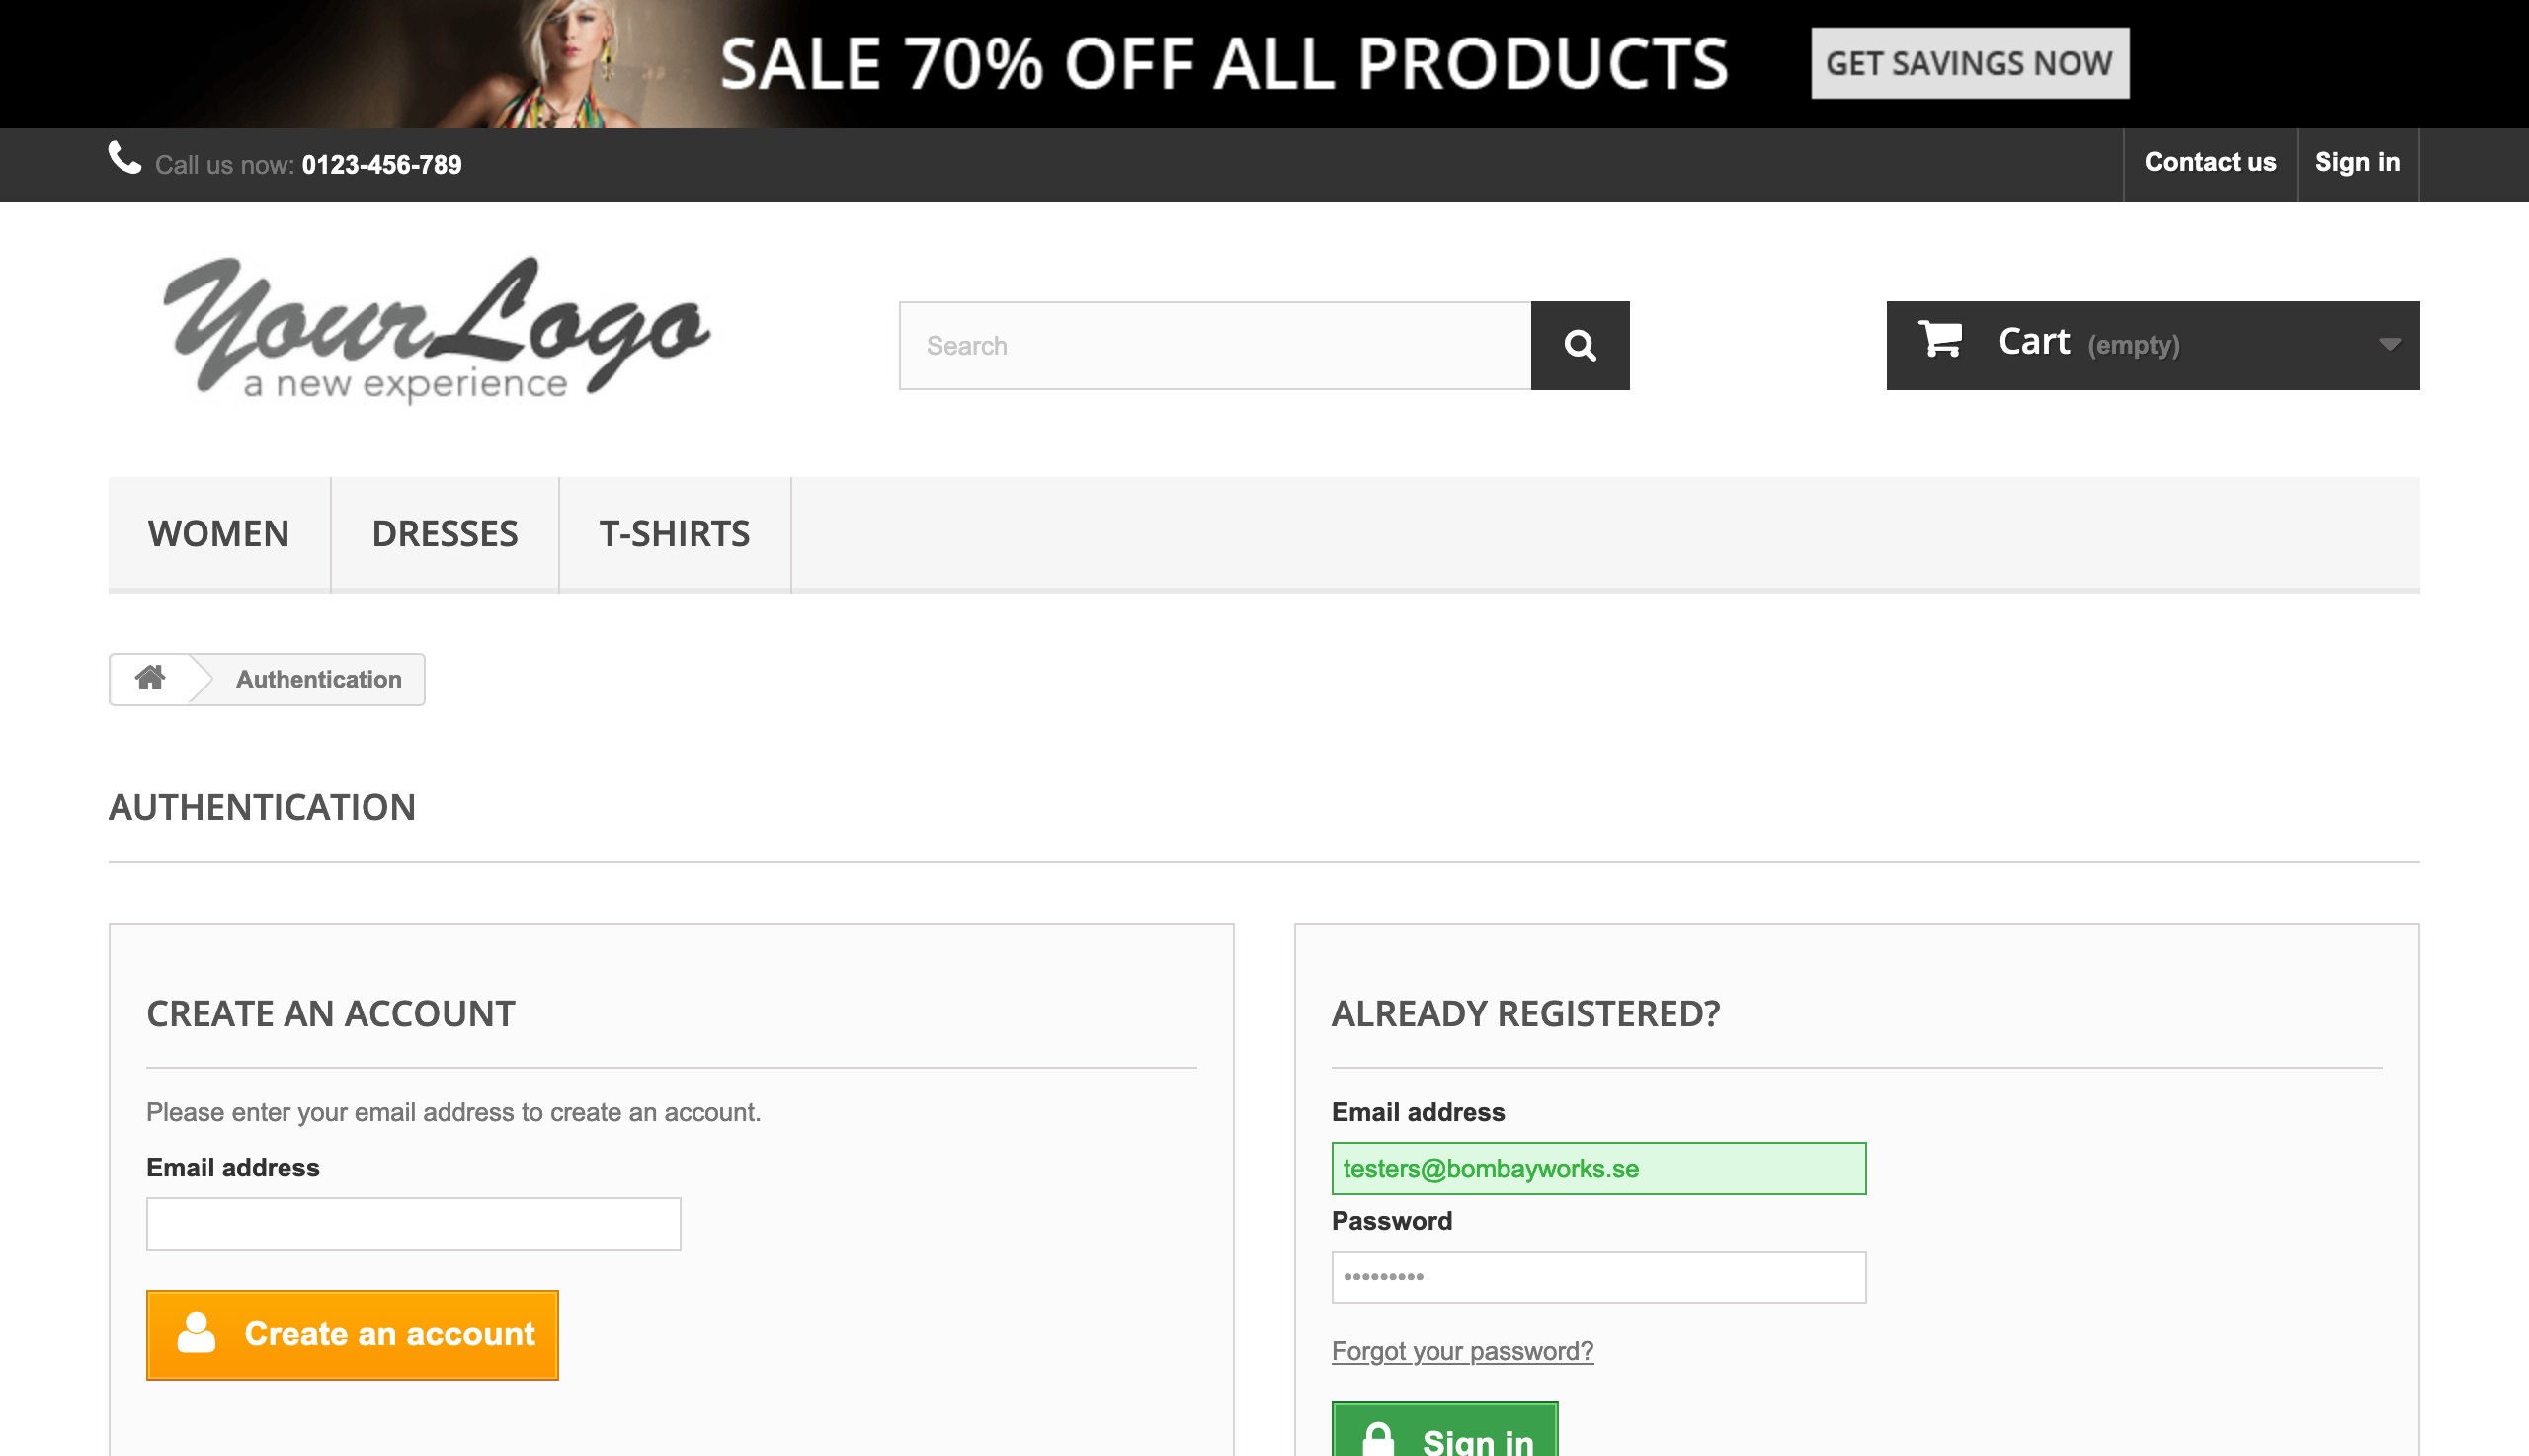 SALE 70% OFF ALL PRODUCTS
GET SAVINGS NOW
Call us now: 0123-456-789
Contact us
Sign in
YourLogo
a new experience
Search
Cart (empty)
WOMEN
DRESSES
T-SHIRTS
Authentication
AUTHENTICATION
CREATE AN ACCOUNT
Please enter your email address to create an account.
Email address
Create an account
ALREADY REGISTERED?
Email address
testers@bombayworks.se
Password
•••••••••
Forgot your password?
Sign in